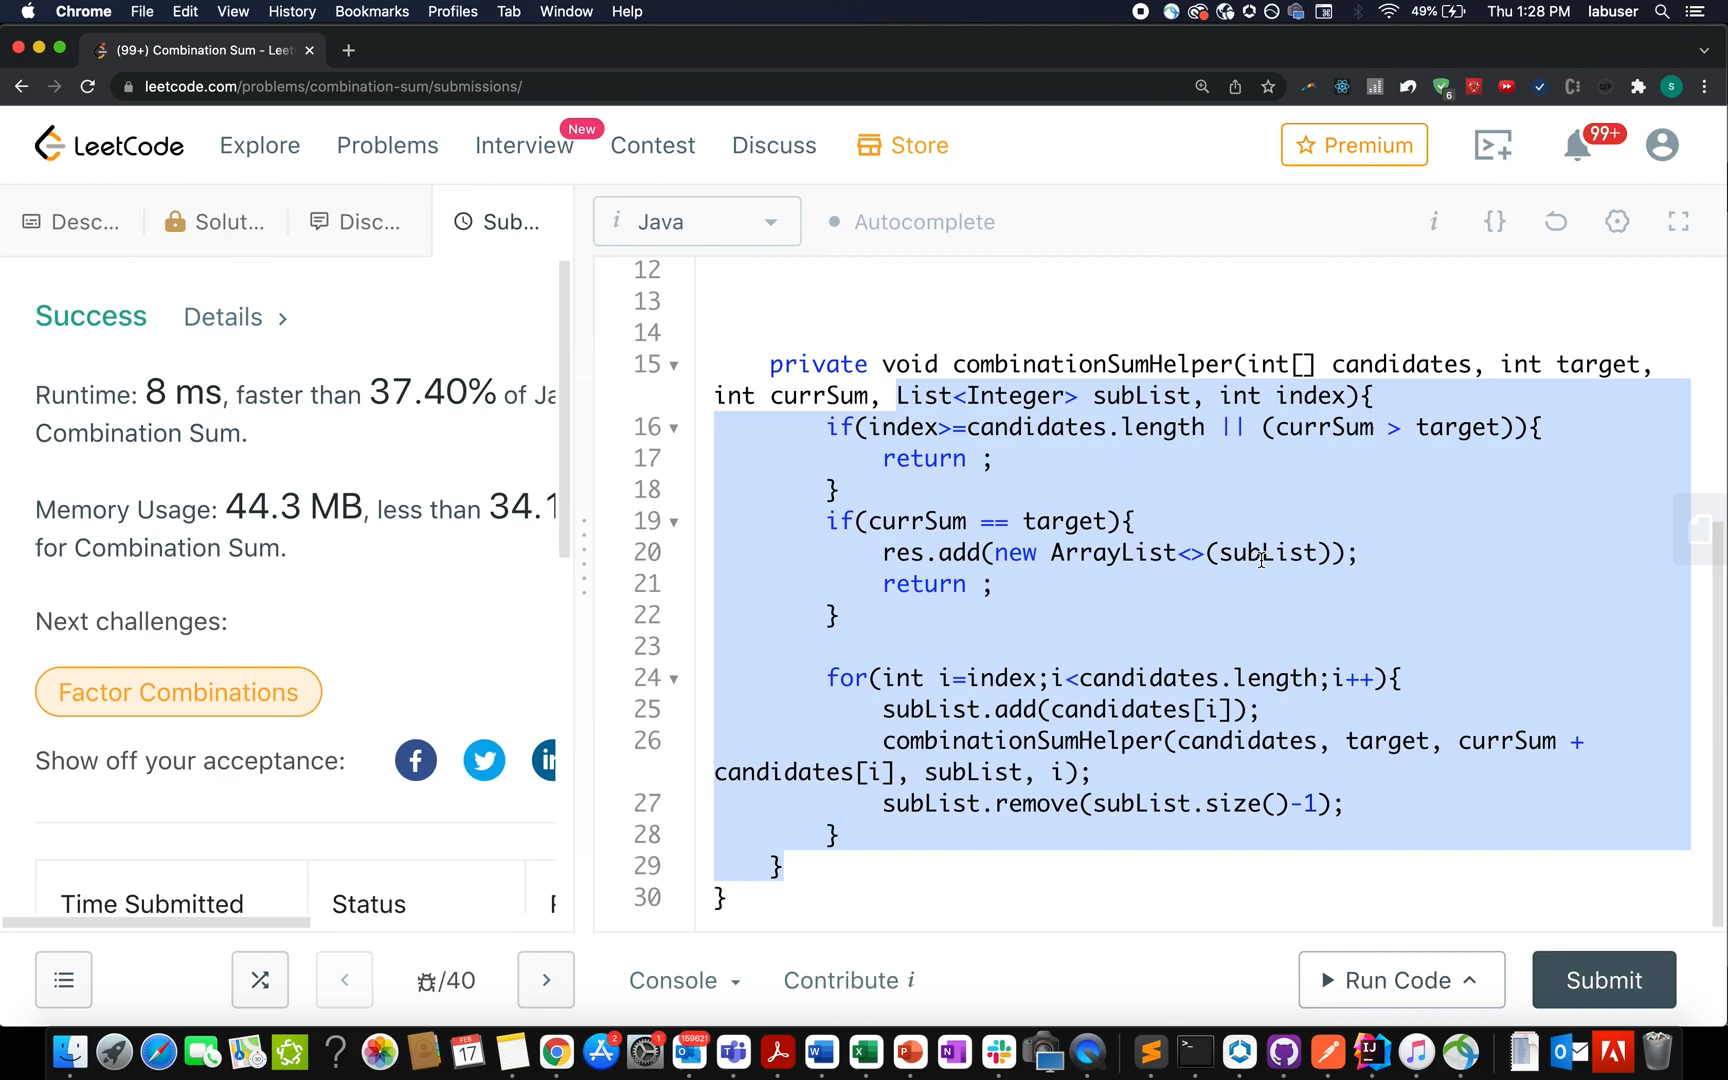 Chrome File Edit View History Bookmarks Profiles Tab Window Help 49% Thu 1:28 PM labuser
(99+) Combination Sum - Leet
leetcode.com/problems/combination-sum/submissions/
LeetCode Explore Problems Interview New Contest Discuss Store Premium 99+
Desc... Solut... Disc... Sub...
i Java Autocomplete
Success Details >
Runtime: 8 ms, faster than 37.40% of Ja
Combination Sum.
Memory Usage: 44.3 MB, less than 34.1
for Combination Sum.
Next challenges:
Factor Combinations
Show off your acceptance:
Time Submitted Status
12
13
14
15 private void combinationSumHelper(int[] candidates, int target,
int currSum, List<Integer> subList, int index){
16 if(index>=candidates.length || (currSum > target)){
17 return ;
18 }
19 if(currSum == target){
20 res.add(new ArrayList<>(subList));
21 return ;
22 }
23
24 for(int i=index;i<candidates.length;i++){
25 subList.add(candidates[i]);
26 combinationSumHelper(candidates, target, currSum +
candidates[i], subList, i);
27 subList.remove(subList.size()-1);
28 }
29 }
30 }
/40 Console Contribute i Run Code Submit
FEB
17
2
1
159621